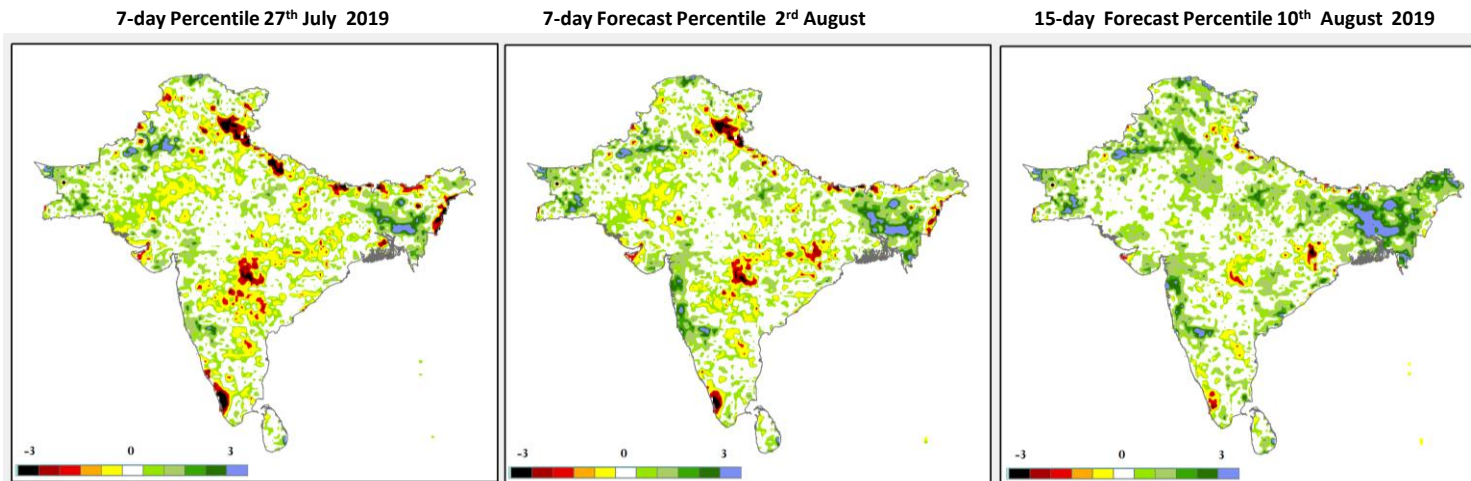 7-day Percentile 27th July 2019
7-day Forecast Percentile 2rd August
15-day Forecast Percentile 10th August 2019
-3 0 3
-3 0 3
-3 0 3